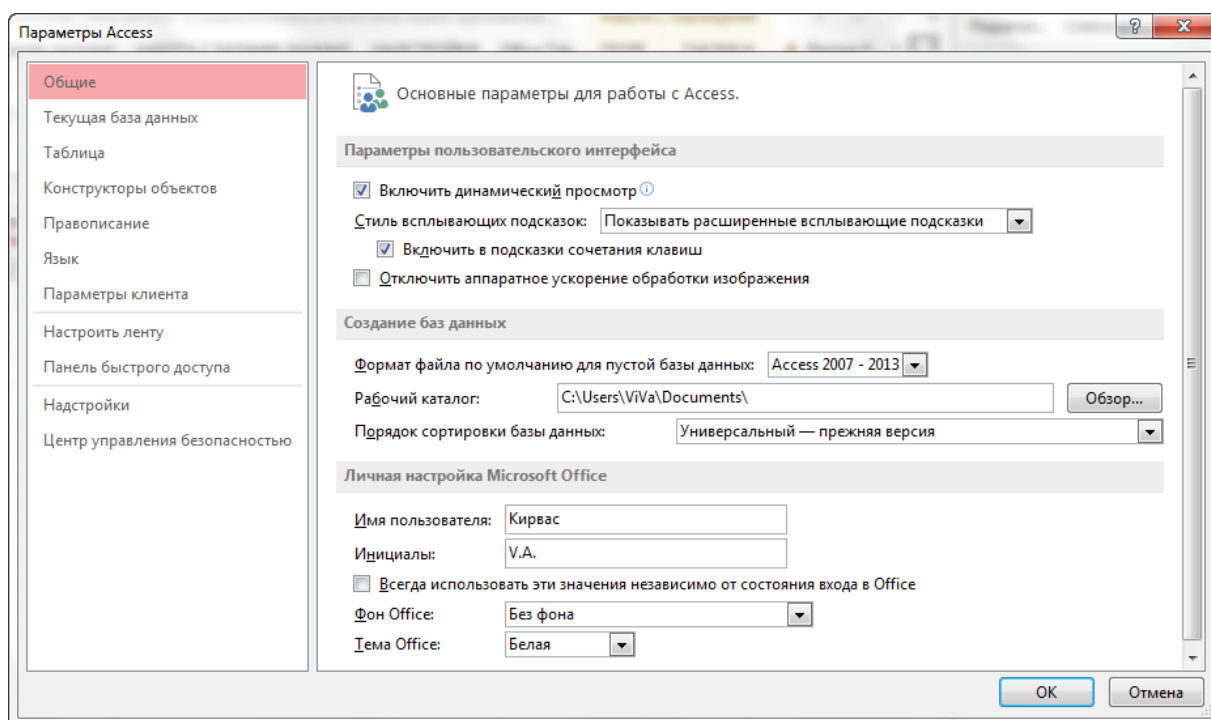 Параметры Access
Общие
Текущая база данных
Таблица
Конструкторы объектов
Правописание
Язык
Параметры клиента
Настроить ленту
Панель быстрого доступа
Надстройки
Центр управления безопасностью
Основные параметры для работы с Access.
Параметры пользовательского интерфейса
Включить динамический просмотр
Стиль всплывающих подсказок: Показывать расширенные всплывающие подсказки
Включить в подсказки сочетания клавиш
Отключить аппаратное ускорение обработки изображения
Создание баз данных
Формат файла по умолчанию для пустой базы данных: Access 2007 - 2013
Рабочий каталог: C:\Users\ViVa\Documents\ Обзор...
Порядок сортировки базы данных: Универсальный — прежняя версия
Личная настройка Microsoft Office
Имя пользователя: Кирвас
Инициалы: V.A.
Всегда использовать эти значения независимо от состояния входа в Office
Фон Office: Без фона
Тема Office: Белая
ОК Отмена